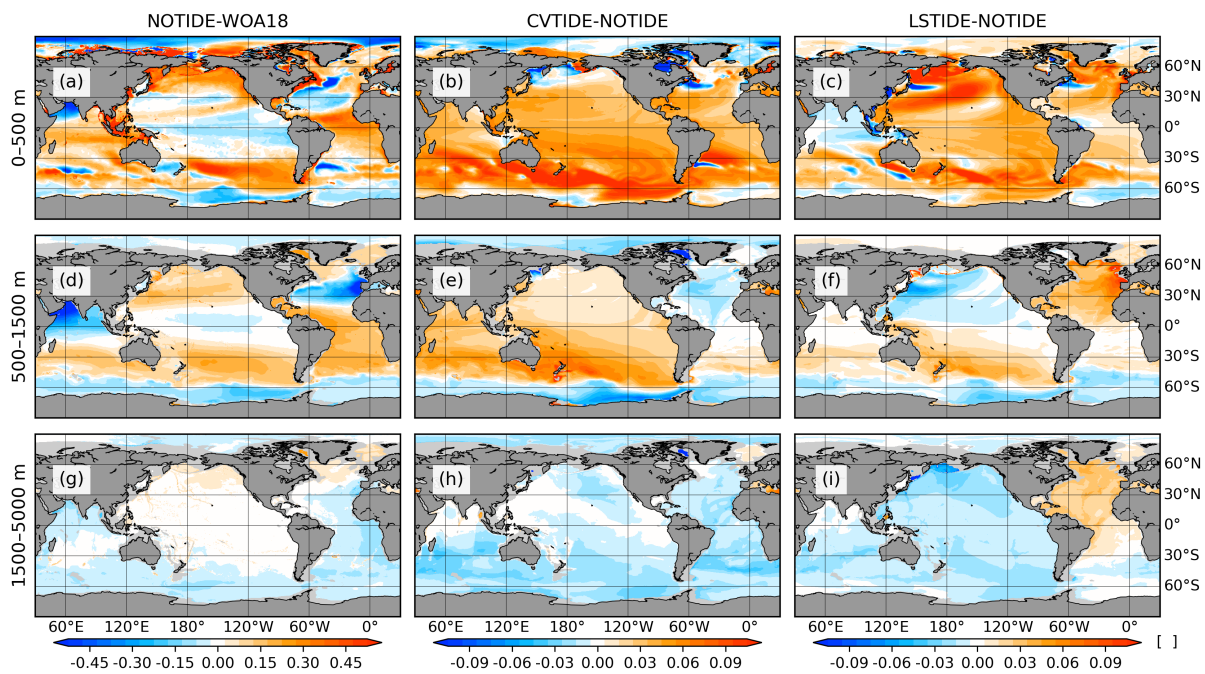 NOTIDE-WOA18 CVTIDE-NOTIDE LSTIDE-NOTIDE
0–500 m
(a) (b) (c)
60°N
30°N
0°
30°S
60°S
500–1500 m
(d) (e) (f)
60°N
30°N
0°
30°S
60°S
1500–5000 m
(g) (h) (i)
60°N
30°N
0°
30°S
60°S
60°E 120°E 180° 120°W 60°W 0° 60°E 120°E 180° 120°W 60°W 0° 60°E 120°E 180° 120°W 60°W 0°
[ ]
-0.45 -0.30 -0.15 0.00 0.15 0.30 0.45 -0.09 -0.06 -0.03 0.00 0.03 0.06 0.09 -0.09 -0.06 -0.03 0.00 0.03 0.06 0.09